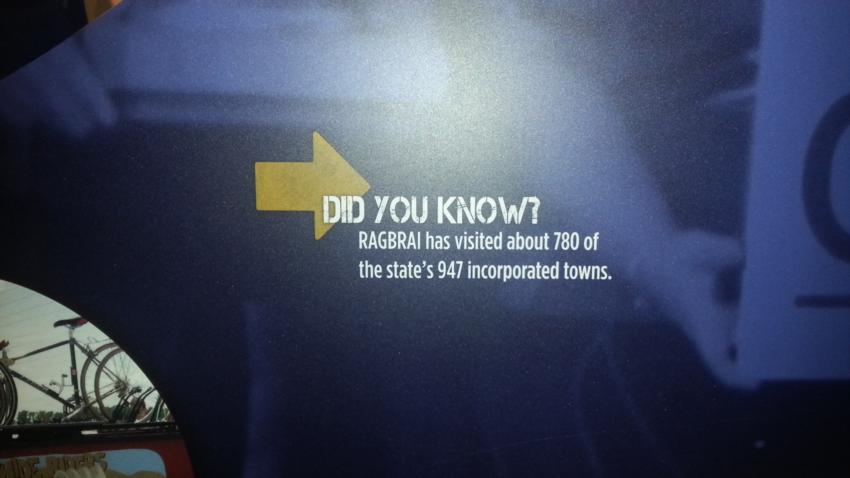 DID YOU KNOW?
RAGBRAI has visited about 780 of
the state's 947 incorporated towns.